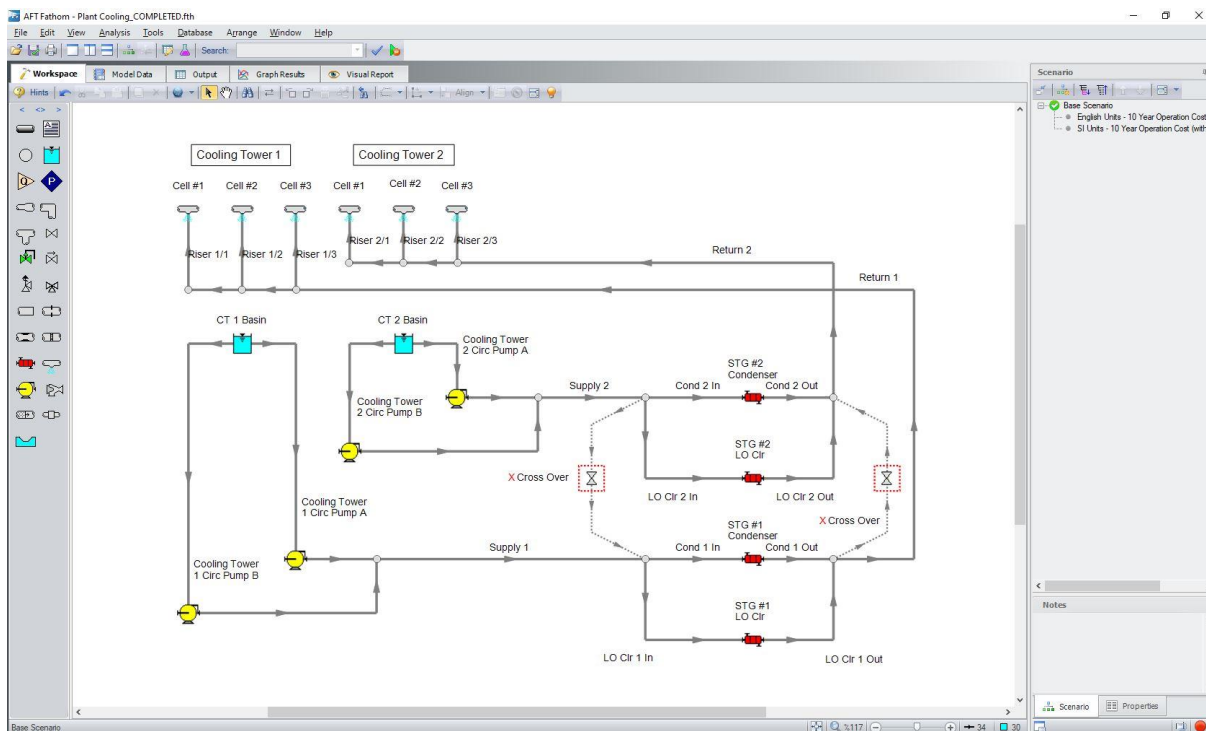 AFT Fathom - Plant Cooling_COMPLETED.fth
File Edit View Analysis Tools Database Arrange Window Help
Search:
Workspace Model Data Output Graph Results Visual Report
Hints
Align
Scenario
Base Scenario
English Units - 10 Year Operation Cost
SI Units - 10 Year Operation Cost (with
Cooling Tower 1 Cooling Tower 2
Cell #1 Cell #2 Cell #3 Cell #1 Cell #2 Cell #3
Riser 1/1 Riser 1/2 Riser 1/3 Riser 2/1 Riser 2/2 Riser 2/3
Return 2
Return 1
CT 1 Basin CT 2 Basin
Cooling Tower
2 Circ Pump A
Cooling Tower
2 Circ Pump B
Supply 2
STG #2
Condenser
Cond 2 In Cond 2 Out
STG #2
LO Clr
X Cross Over
LO Clr 2 In LO Clr 2 Out
X Cross Over
Cooling Tower
1 Circ Pump A
Cooling Tower
1 Circ Pump B
Supply 1
STG #1
Condenser
Cond 1 In Cond 1 Out
STG #1
LO Clr
LO Clr 1 In LO Clr 1 Out
Notes
Scenario Properties
Base Scenario
%117
34
30